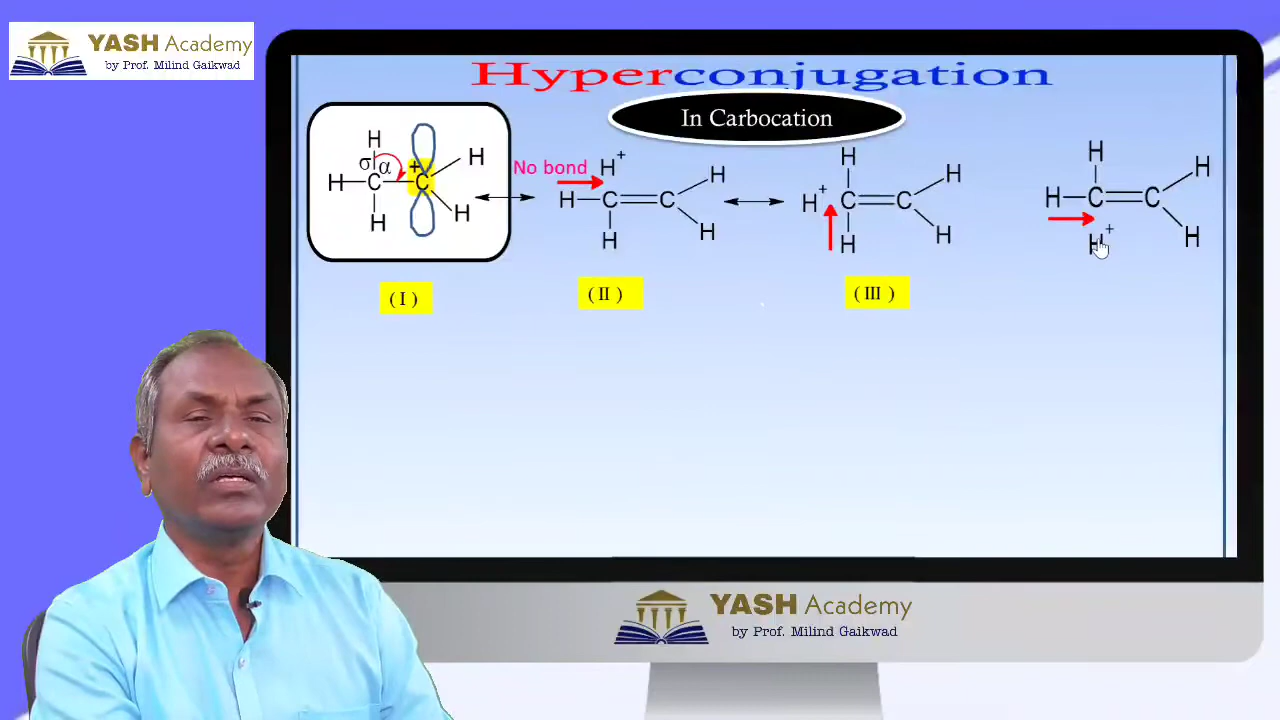 YASH Academy
by Prof. Milind Gaikwad
Hyperconjugation
In Carbocation
H
σ α + H
H C C
H H
No bond H+
H C C H
H H
H
H+ C C H
H H
H
H C C H
H+ H
( I )
( II )
( III )
YASH Academy
by Prof. Milind Gaikwad